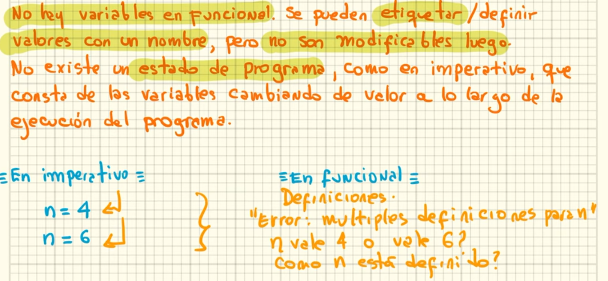 No hay variables en Funcional. Se pueden etiquetar/definir
valores con un nombre, pero no son modificables luego.
No existe un estado de programa, como en imperativo, que
consta de las variables cambiando de valor a lo largo de la
ejecución del programa.
=En imperativo=
n=4 ↵
n=6 ↵
=En funcional=
Definiciones.
"Error: multiples definiciones para n"
n vale 4 o vale 6?
Como n está definido?